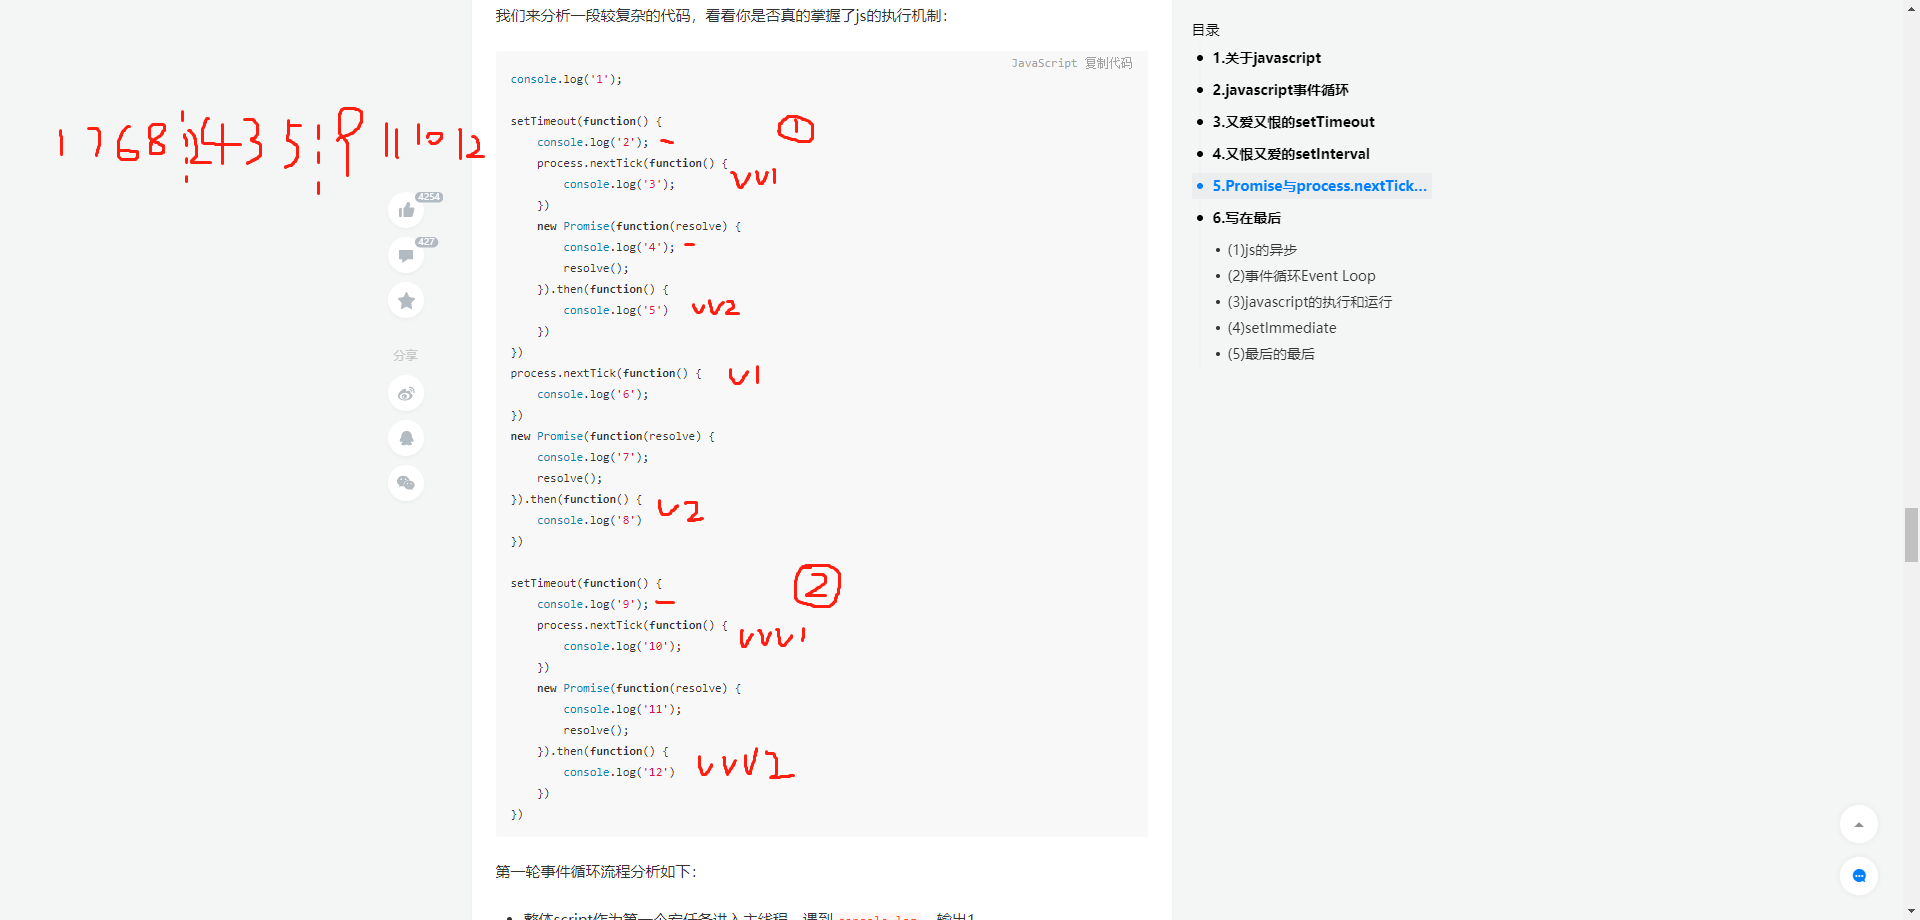 我们来分析一段较复杂的代码，看看你是否真的掌握了js的执行机制：
JavaScript 复制代码
console.log('1');
setTimeout(function() {
①
console.log('2');
process.nextTick(function() {
console.log('3');
vv1
})
new Promise(function(resolve) {
console.log('4');
resolve();
}).then(function() {
console.log('5')
vv2
})
})
process.nextTick(function() {
v1
console.log('6');
})
new Promise(function(resolve) {
console.log('7');
resolve();
}).then(function() {
v2
console.log('8')
})
setTimeout(function() {
②
console.log('9');
process.nextTick(function() {
vvv1
console.log('10');
})
new Promise(function(resolve) {
console.log('11');
resolve();
}).then(function() {
console.log('12')
vvv2
})
})
第一轮事件循环流程分析如下：
整体script作为第一个宏任务进入主线程，遇到 console.log，输出1
1 7 6 8 2 4 3 5 9 11 10 12
4254
427
分享
目录
1.关于javascript
2.javascript事件循环
3.又爱又恨的setTimeout
4.又恨又爱的setInterval
5.Promise与process.nextTick...
6.写在最后
(1)js的异步
(2)事件循环Event Loop
(3)javascript的执行和运行
(4)setImmediate
(5)最后的最后